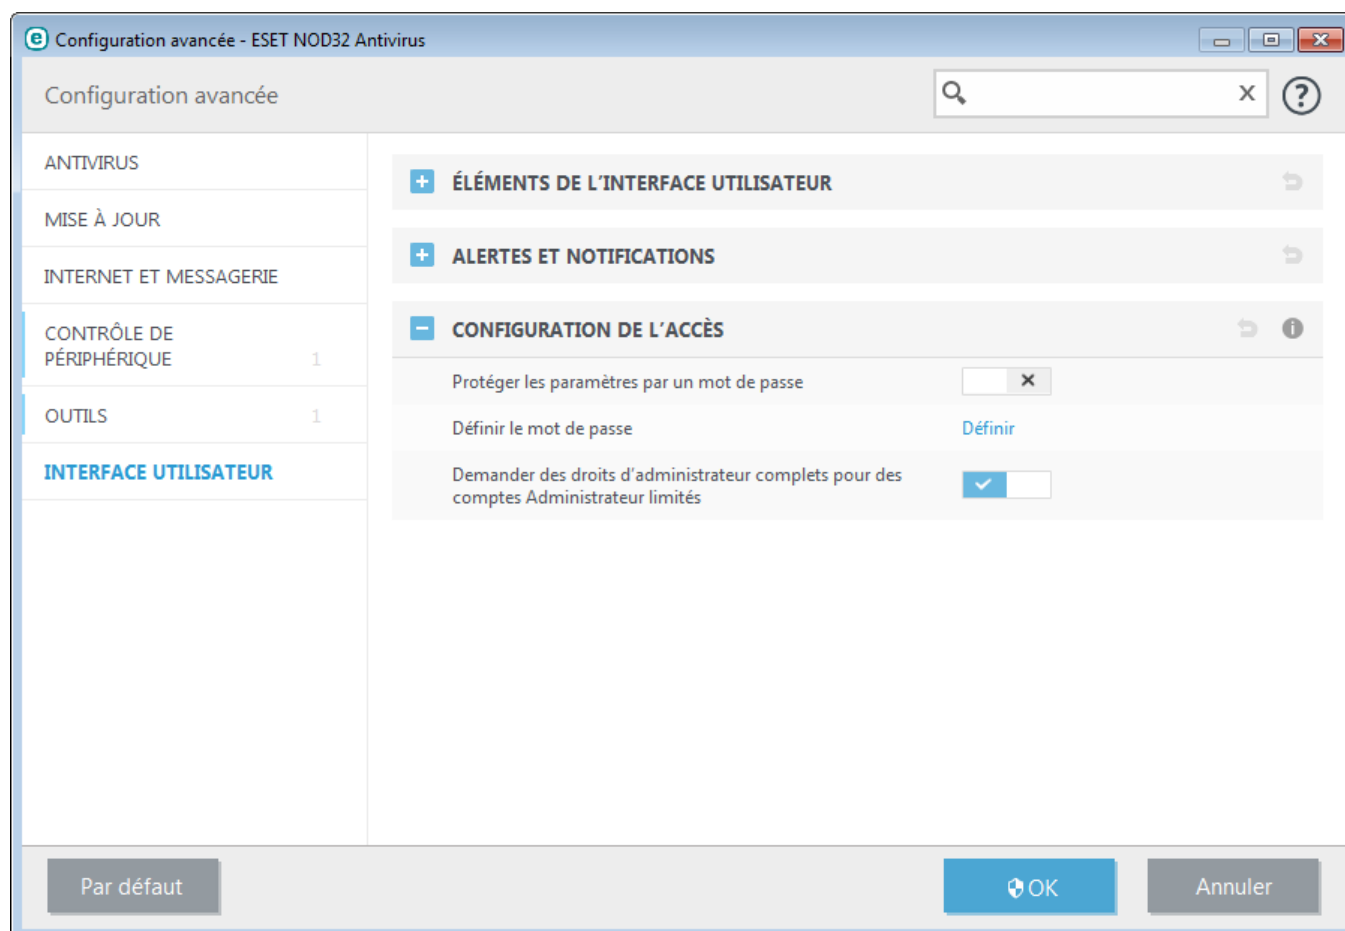 Configuration avancée - ESET NOD32 Antivirus
Configuration avancée
ANTIVIRUS
MISE À JOUR
INTERNET ET MESSAGERIE
CONTRÔLE DE
PÉRIPHÉRIQUE 1
OUTILS 1
INTERFACE UTILISATEUR
ÉLÉMENTS DE L'INTERFACE UTILISATEUR
ALERTES ET NOTIFICATIONS
CONFIGURATION DE L'ACCÈS
Protéger les paramètres par un mot de passe
Définir le mot de passe Définir
Demander des droits d'administrateur complets pour des
comptes Administrateur limités
Par défaut
OK
Annuler